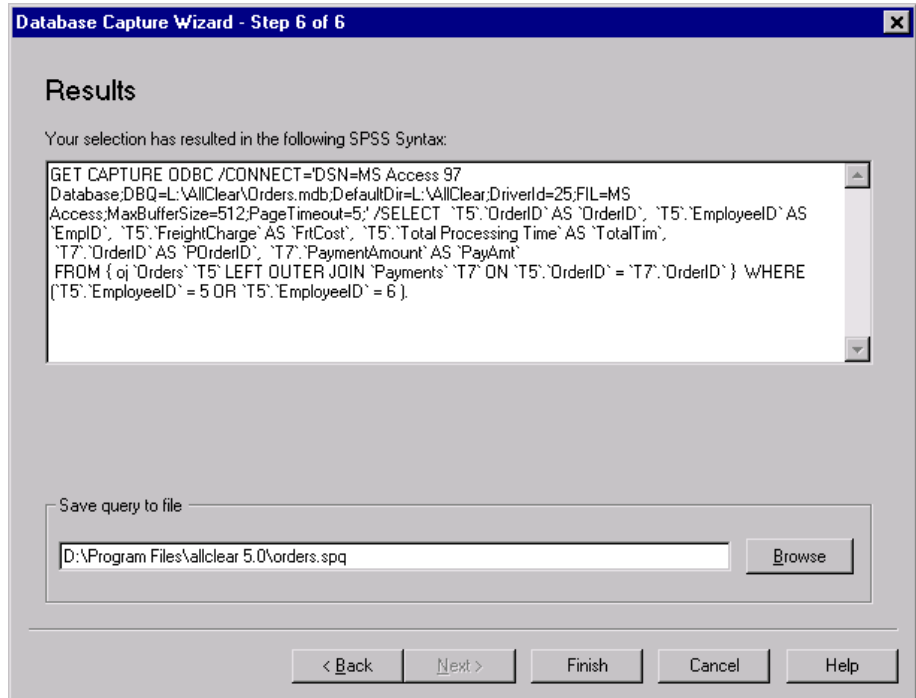 Database Capture Wizard - Step 6 of 6
Results
Your selection has resulted in the following SPSS Syntax:
GET CAPTURE ODBC /CONNECT='DSN=MS Access 97
Database;DBQ=L:\AllClear\Orders.mdb;DefaultDir=L:\AllClear;DriverId=25;FIL=MS
Access;MaxBufferSize=512;PageTimeout=5;' /SELECT  `T5`.`OrderID` AS `OrderID`,  `T5`.`EmployeeID` AS
`EmpID`,  `T5`.`FreightCharge` AS `FrtCost`,  `T5`.`Total Processing Time` AS `TotalTim`,
`T7`.`OrderID` AS `POrderID`,  `T7`.`PaymentAmount` AS `PayAmt`
FROM { oj `Orders` `T5` LEFT OUTER JOIN `Payments` `T7` ON `T5`.`OrderID` = `T7`.`OrderID` }  WHERE
(`T5`.`EmployeeID` = 5 OR `T5`.`EmployeeID` = 6 ).
Save query to file
D:\Program Files\allclear 5.0\orders.spq
Browse
< Back
Next >
Finish
Cancel
Help